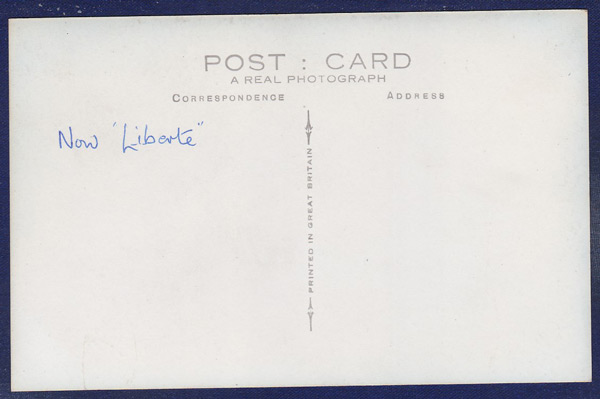 POST : CARD
A REAL PHOTOGRAPH
CORRESPONDENCE
ADDRESS
Now "Liberté"
PRINTED IN GREAT BRITAIN